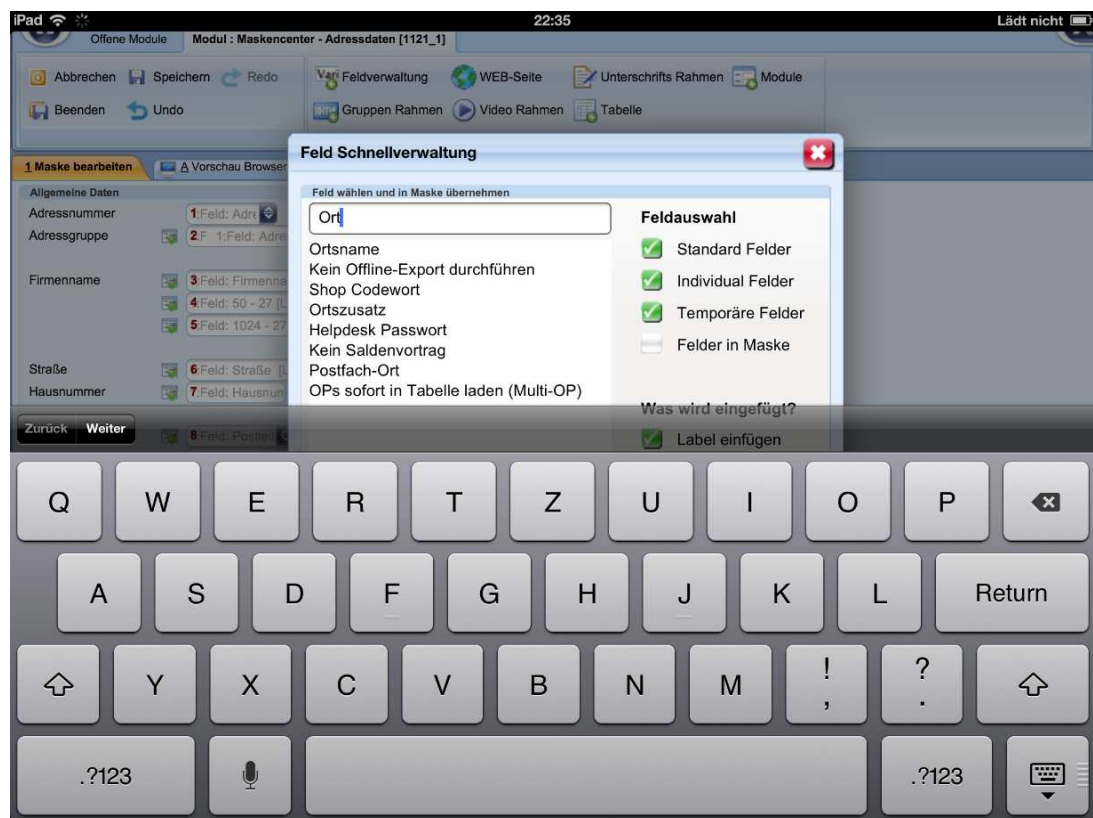 iPad 22:35 Lädt nicht
Offene Module Modul : Maskencenter - Adressdaten [1121_1]
Abbrechen Speichern Redo Vari Feldverwaltung WEB-Seite Unterschrifts Rahmen Module
Beenden Undo Gruppen Rahmen Video Rahmen Tabelle
Feld Schnellverwaltung
1 Maske bearbeiten A Vorschau Browser
Allgemeine Daten Feld wählen und in Maske übernehmen
Adressnummer 1:Feld: Adre Ort Feldauswahl
Adressgruppe 2:F 1:Feld: Adre
Ortsname Standard Felder
Kein Offline-Export durchführen
Firmenname 3:Feld: Firmenna Shop Codewort Individual Felder
4:Feld: 50 - 27 [L Ortszusatz Temporäre Felder
5:Feld: 1024 - 27 Helpdesk Passwort
Kein Saldenvortrag Felder in Maske
Straße 6:Feld: Straße [L Postfach-Ort
Hausnummer 7:Feld: Hausnum OPs sofort in Tabelle laden (Multi-OP)
Was wird eingefügt?
Zurück Weiter 8:Feld: Postleit Label einfügen
Q W E R T Z U I O P
A S D F G H J K L Return
Y X C V B N M ! , ? .
.?123 .?123